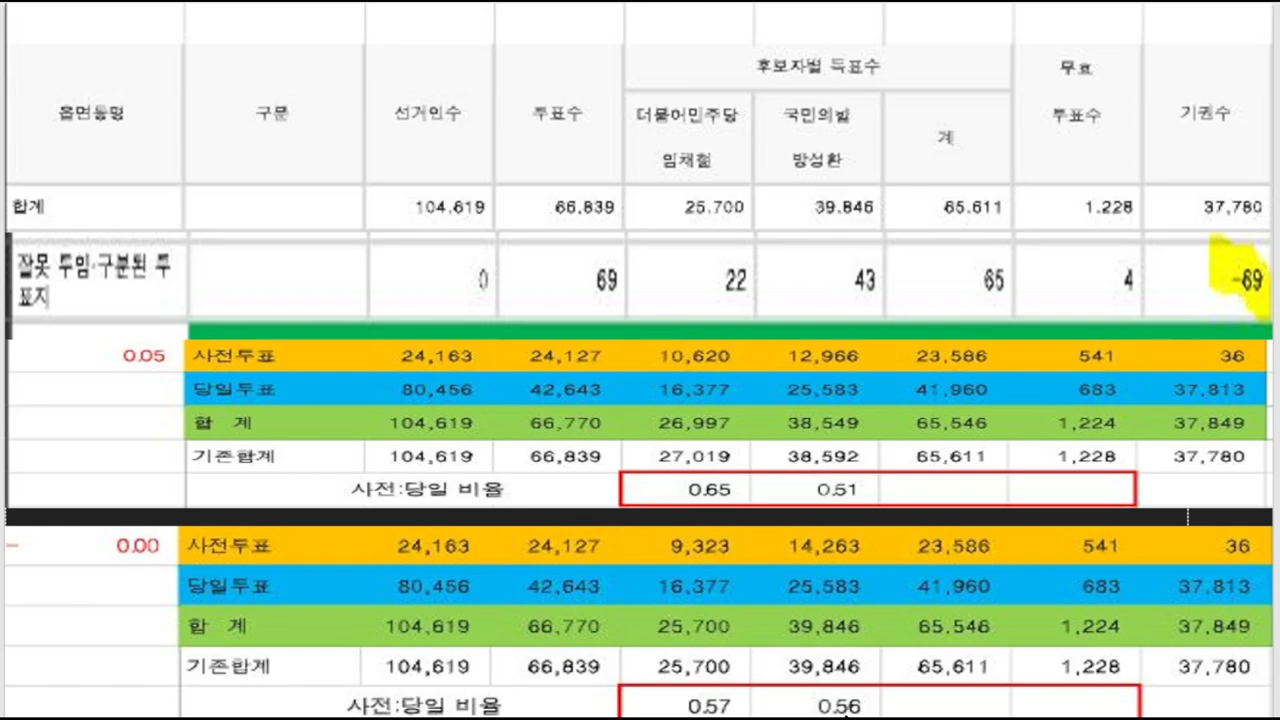 후보자별 득표수
무효
읍면동명 구분 선거인수 투표수 더불어민주당 국민의힘 계 투표수 기권수
임채철 방성환
합계 104.619 66.839 25.700 39.846 65.611 1.228 37,780
잘못 투입·구분된 투 0 69 22 43 65 4 -69
표지
0.05 사전투표 24,163 24,127 10,620 12,966 23,586 541 36
당일투표 80,456 42,643 16,377 25,583 41,960 683 37,813
합 계 104,619 66,770 26,997 38,549 65,546 1,224 37,849
기존합계 104,619 66,839 27,019 38,592 65,611 1,228 37,780
사전:당일 비율 0.65 0.51
- 0.00 사전투표 24,163 24,127 9,323 14,263 23,586 541 36
당일투표 80,456 42,643 16,377 25,583 41,960 683 37,813
합 계 104,619 66,770 25,700 39,846 65,546 1,224 37,849
기존합계 104,619 66,839 25,700 39,846 65,611 1,228 37,780
사전:당일 비율 0.57 0.56